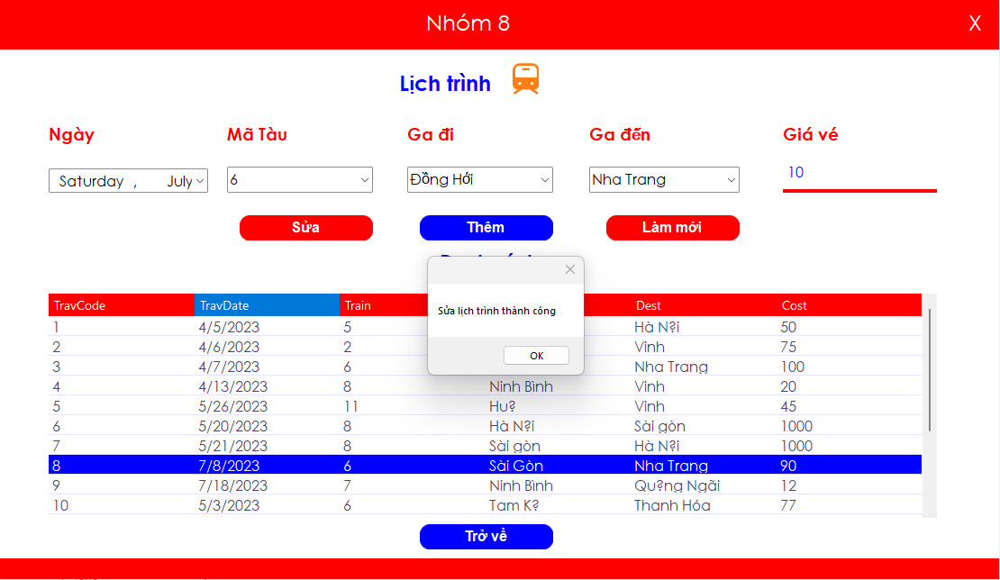 Nhóm 8 X
Lịch trình
Ngày Mã Tàu Ga đi Ga đến Giá vé
Saturday , July 6 Đồng Hới Nha Trang 10
Sửa Thêm Làm mới
Sửa lịch trình thành công
OK
TravCode TravDate Train Dest Cost
1 4/5/2023 5 Hà N?i 50
2 4/6/2023 2 Vinh 75
3 4/7/2023 6 Nha Trang 100
4 4/13/2023 8 Ninh Bình Vinh 20
5 5/26/2023 11 Hu? Vinh 45
6 5/20/2023 8 Hà N?i Sài gòn 1000
7 5/21/2023 8 Sài gòn Hà N?i 1000
8 7/8/2023 6 Sài Gòn Nha Trang 90
9 7/18/2023 7 Ninh Bình Qu?ng Ngãi 12
10 5/3/2023 6 Tam K? Thanh Hóa 77
Trở về